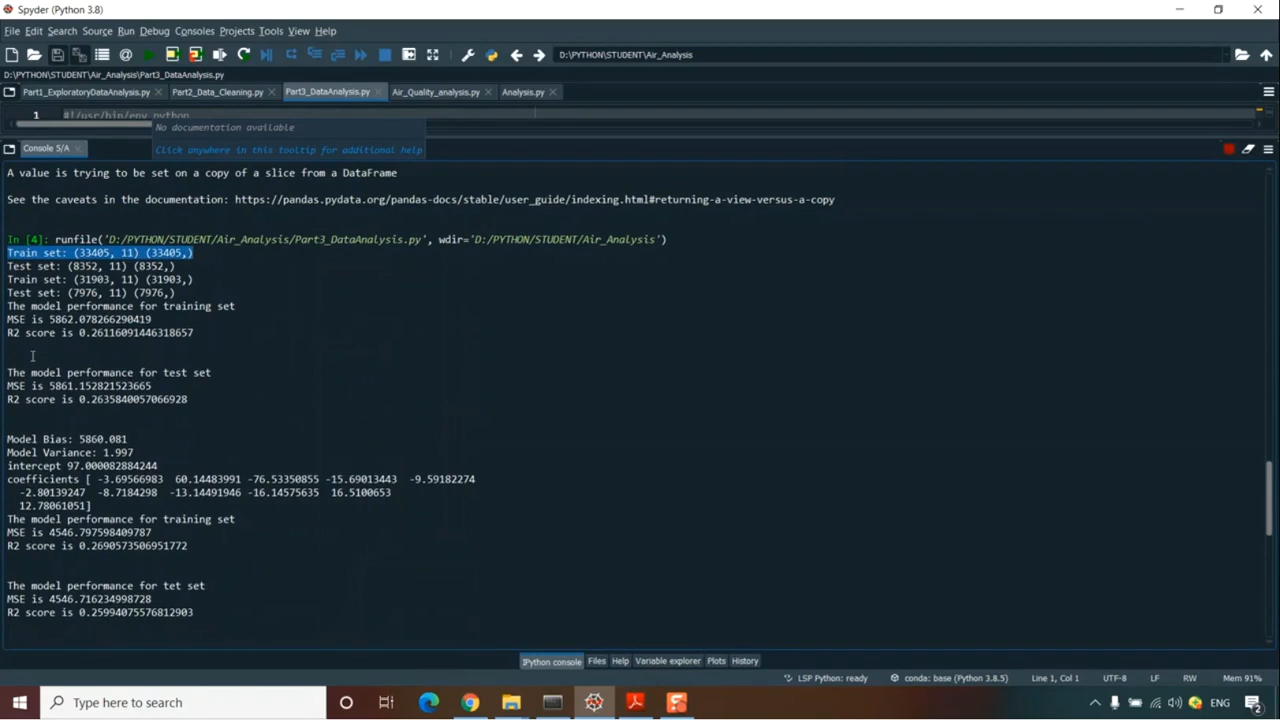 Spyder (Python 3.8)
File Edit Search Source Run Debug Consoles Projects Tools View Help
D:\PYTHON\STUDENT\Air_Analysis
D:\PYTHON\STUDENT\Air_Analysis\Part3_DataAnalysis.py
Part1_ExploratoryDataAnalysis.py Part2_Data_Cleaning.py Part3_DataAnalysis.py Air_Quality_analysis.py Analysis.py
1 #!/usr/bin/env python
No documentation available
Click anywhere in this tooltip for additional help
Console 5/A
A value is trying to be set on a copy of a slice from a DataFrame
See the caveats in the documentation: https://pandas.pydata.org/pandas-docs/stable/user_guide/indexing.html#returning-a-view-versus-a-copy
In [4]: runfile('D:/PYTHON/STUDENT/Air_Analysis/Part3_DataAnalysis.py', wdir='D:/PYTHON/STUDENT/Air_Analysis')
Train set: (33405, 11) (33405,)
Test set: (8352, 11) (8352,)
Train set: (31903, 11) (31903,)
Test set: (7976, 11) (7976,)
The model performance for training set
MSE is 5862.078266290419
R2 score is 0.26116091446318657
The model performance for test set
MSE is 5861.152821523665
R2 score is 0.2635840057066928
Model Bias: 5860.081
Model Variance: 1.997
intercept 97.000082884244
coefficients [ -3.69566983 60.14483991 -76.53350855 -15.69013443 -9.59182274
-2.80139247 -8.7184298 -13.14491946 -16.14575635 16.5100653
12.78061051]
The model performance for training set
MSE is 4546.797598409787
R2 score is 0.2690573506951772
The model performance for tet set
MSE is 4546.716234998728
R2 score is 0.25994075576812903
IPython console Files Help Variable explorer Plots History
LSP Python: ready conda: base (Python 3.8.5) Line 1, Col 1 UTF-8 LF RW Mem 91%
Type here to search
ENG
2